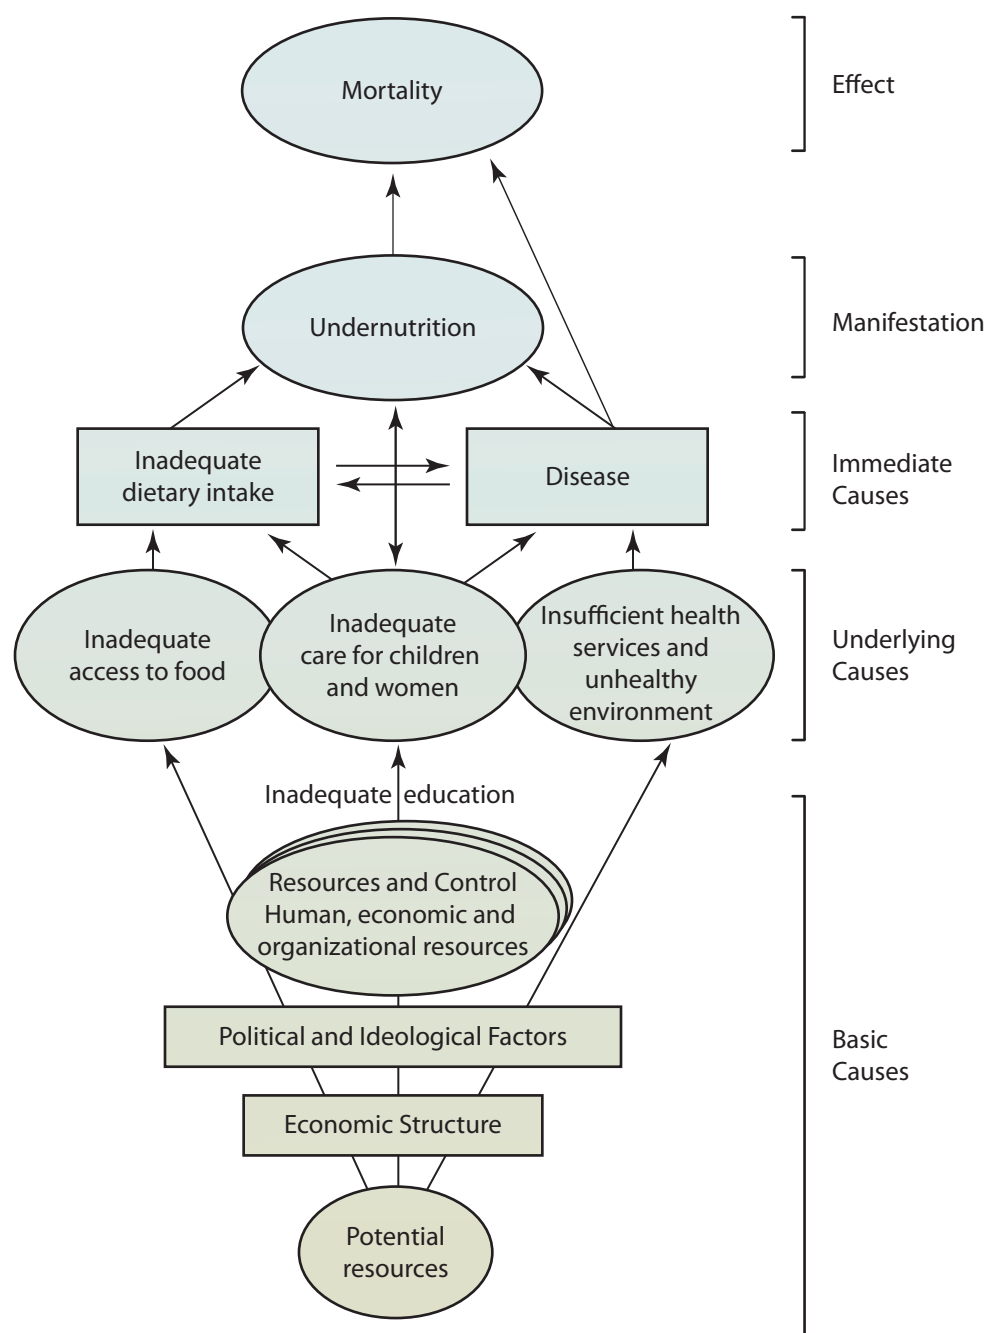 Mortality
Effect
Undernutrition
Manifestation
Inadequate
dietary intake
Disease
Immediate
Causes
Inadequate
access to food
Inadequate
care for children
and women
Insufficient health
services and
unhealthy
environment
Underlying
Causes
Inadequate education
Resources and Control
Human, economic and
organizational resources
Political and Ideological Factors
Economic Structure
Potential
resources
Basic
Causes